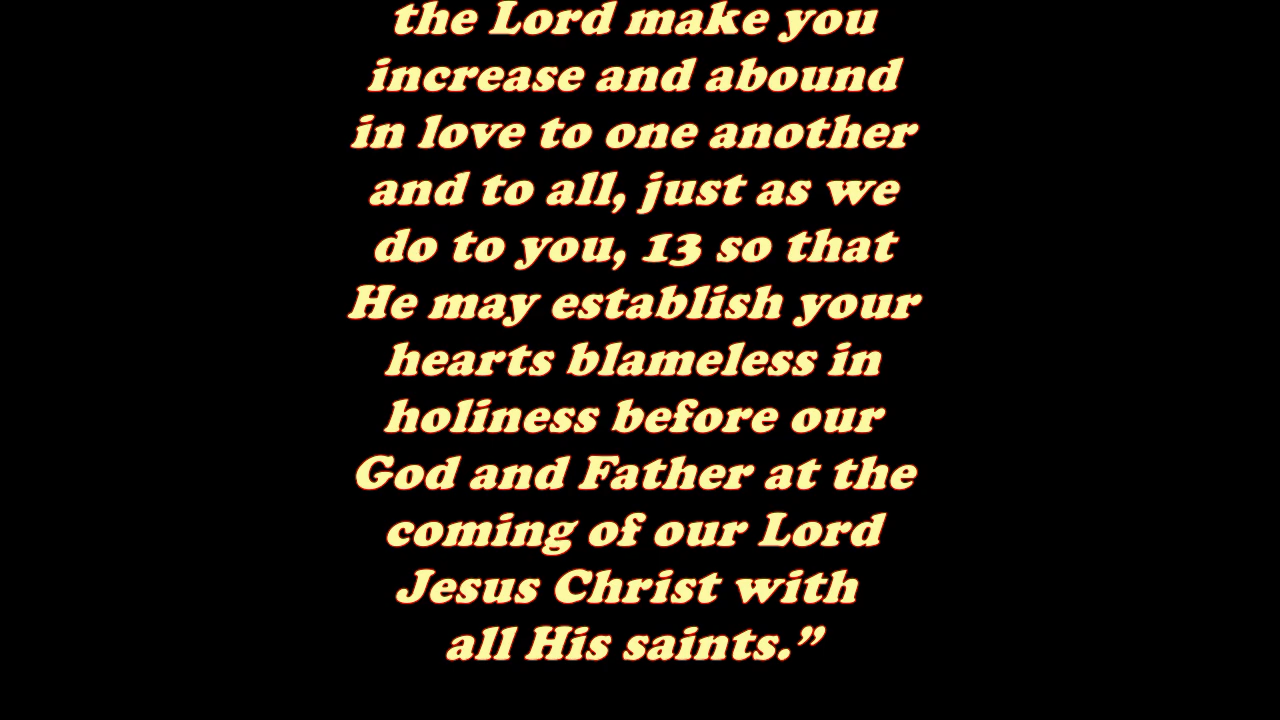 the Lord make you
increase and abound
in love to one another
and to all, just as we
do to you, 13 so that
He may establish your
hearts blameless in
holiness before our
God and Father at the
coming of our Lord
Jesus Christ with
all His saints.”